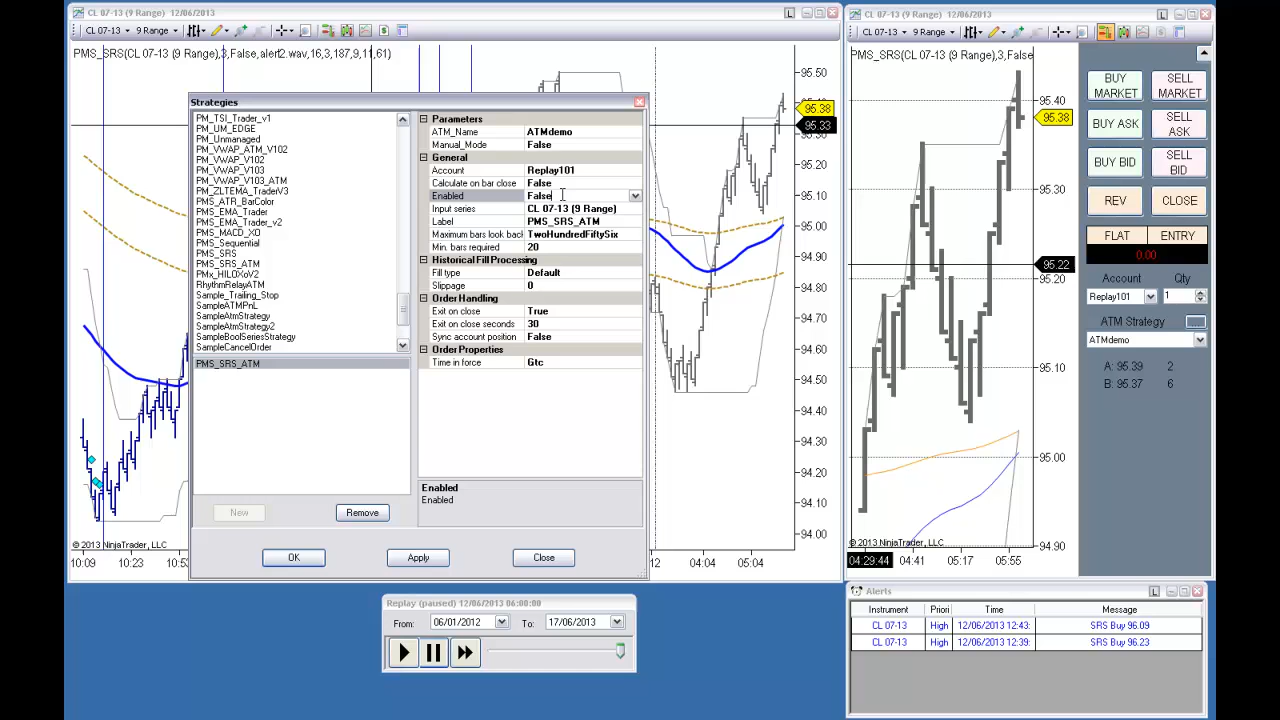 CL 07-13 (9 Range) 12/06/2013
CL 07-13 9 Range
PMS_SRS(CL 07-13 (9 Range),3,False,alert2.wav,16,3,187,9,11,61)
L
Strategies
PM_TSI_Trader_v1
PM_UM_EDGE
PM_Unmanaged
PM_VWAP_ATM_V102
PM_VWAP_V102
PM_VWAP_V103
PM_VWAP_V103_ATM
PM_ZLTEMA_TraderV3
PMS_ATR_BarColor
PMS_EMA_Trader
PMS_EMA_Trader_v2
PMS_MACD_XO
PMS_Sequential
PMS_SRS
PMS_SRS_ATM
PMx_HILOXoV2
RhythmRelayATM
Sample_Trailing_Stop
SampleATMPnL
SampleAtmStrategy
SampleAtmStrategy2
SampleBoolSeriesStrategy
SampleCancelOrder
PMS_SRS_ATM
New
Remove
Parameters
ATM_Name ATMdemo
Manual_Mode False
General
Account Replay101
Calculate on bar close False
Enabled False
Input series CL 07-13 (9 Range)
Label PMS_SRS_ATM
Maximum bars look back TwoHundredFiftySix
Min. bars required 20
Historical Fill Processing
Fill type Default
Slippage 0
Order Handling
Exit on close True
Exit on close seconds 30
Sync account position False
Order Properties
Time in force Gtc
Enabled
Enabled
OK
Apply
Close
95.50
95.38
95.33
95.20
95.10
95.00
94.90
94.80
94.70
94.60
94.50
94.40
94.30
94.20
94.10
94.00
© 2013 NinjaTrader, LLC
10:09 10:23 10:53
04:04 05:04
CL 07-13 (9 Range) 12/06/2013
L
CL 07-13 9 Range
PMS_SRS(CL 07-13 (9 Range),3,False
95.40
95.38
95.30
95.22
95.10
95.00
94.90
© 2013 NinjaTrader, LLC
04:29:44 04:41 05:17 05:55
BUY MARKET
SELL MARKET
BUY ASK
SELL ASK
BUY BID
SELL BID
REV
CLOSE
FLAT ENTRY
0.00
Account Qty
Replay101 1
ATM Strategy
ATMdemo
A: 95.39 2
B: 95.37 6
Replay (paused) 12/06/2013 06:00:00
From: 06/01/2012 To: 17/06/2013
Alerts
L
Instrument Priori Time Message
CL 07-13 High 12/06/2013 12:43: SRS Buy 96.09
CL 07-13 High 12/06/2013 12:39: SRS Buy 96.23